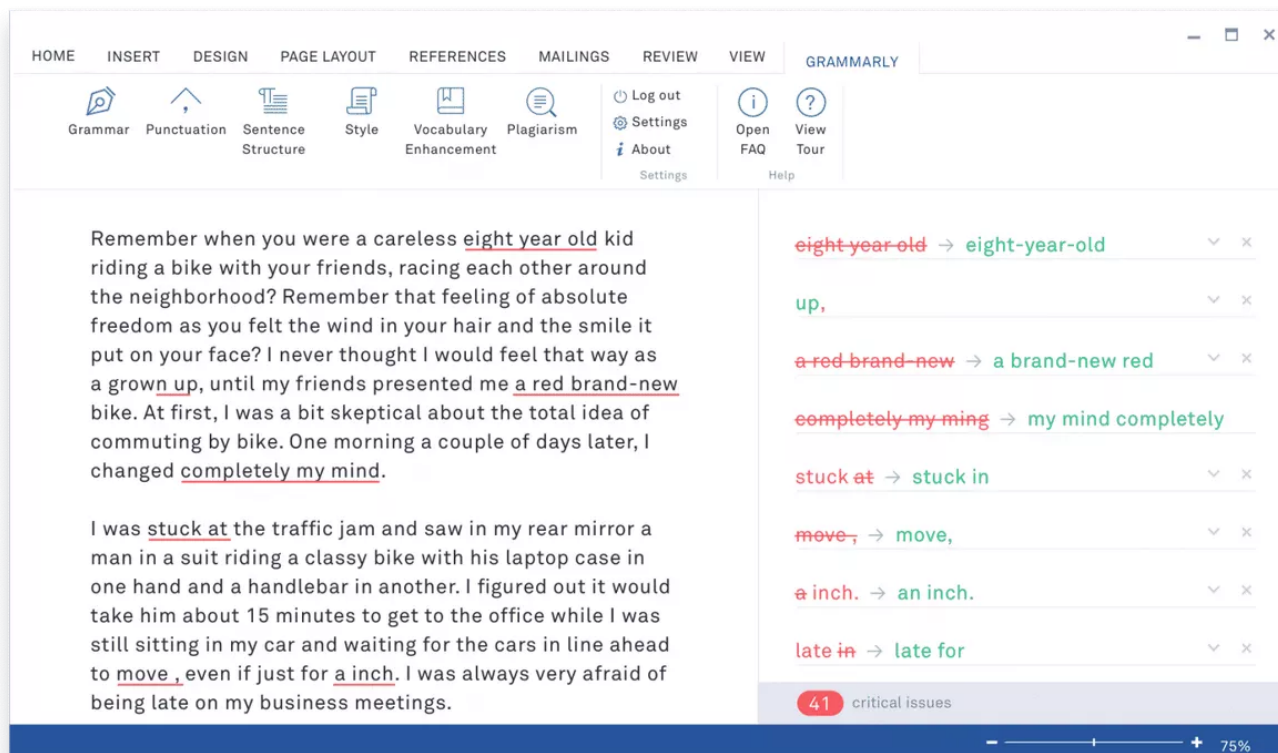 HOME INSERT DESIGN PAGE LAYOUT REFERENCES MAILINGS REVIEW VIEW GRAMMARLY
Grammar
Punctuation
Sentence
Structure
Style
Vocabulary
Enhancement
Plagiarism
Log out
Settings
About
Settings
Open
FAQ
View
Tour
Help
Remember when you were a careless eight year old kid
riding a bike with your friends, racing each other around
the neighborhood? Remember that feeling of absolute
freedom as you felt the wind in your hair and the smile it
put on your face? I never thought I would feel that way as
a grown up, until my friends presented me a red brand-new
bike. At first, I was a bit skeptical about the total idea of
commuting by bike. One morning a couple of days later, I
changed completely my mind.
I was stuck at the traffic jam and saw in my rear mirror a
man in a suit riding a classy bike with his laptop case in
one hand and a handlebar in another. I figured out it would
take him about 15 minutes to get to the office while I was
still sitting in my car and waiting for the cars in line ahead
to move , even if just for a inch. I was always very afraid of
being late on my business meetings.
eight year old → eight-year-old
up,
a red brand-new → a brand-new red
completely my ming → my mind completely
stuck at → stuck in
move , → move,
a inch. → an inch.
late in → late for
41 critical issues
75%